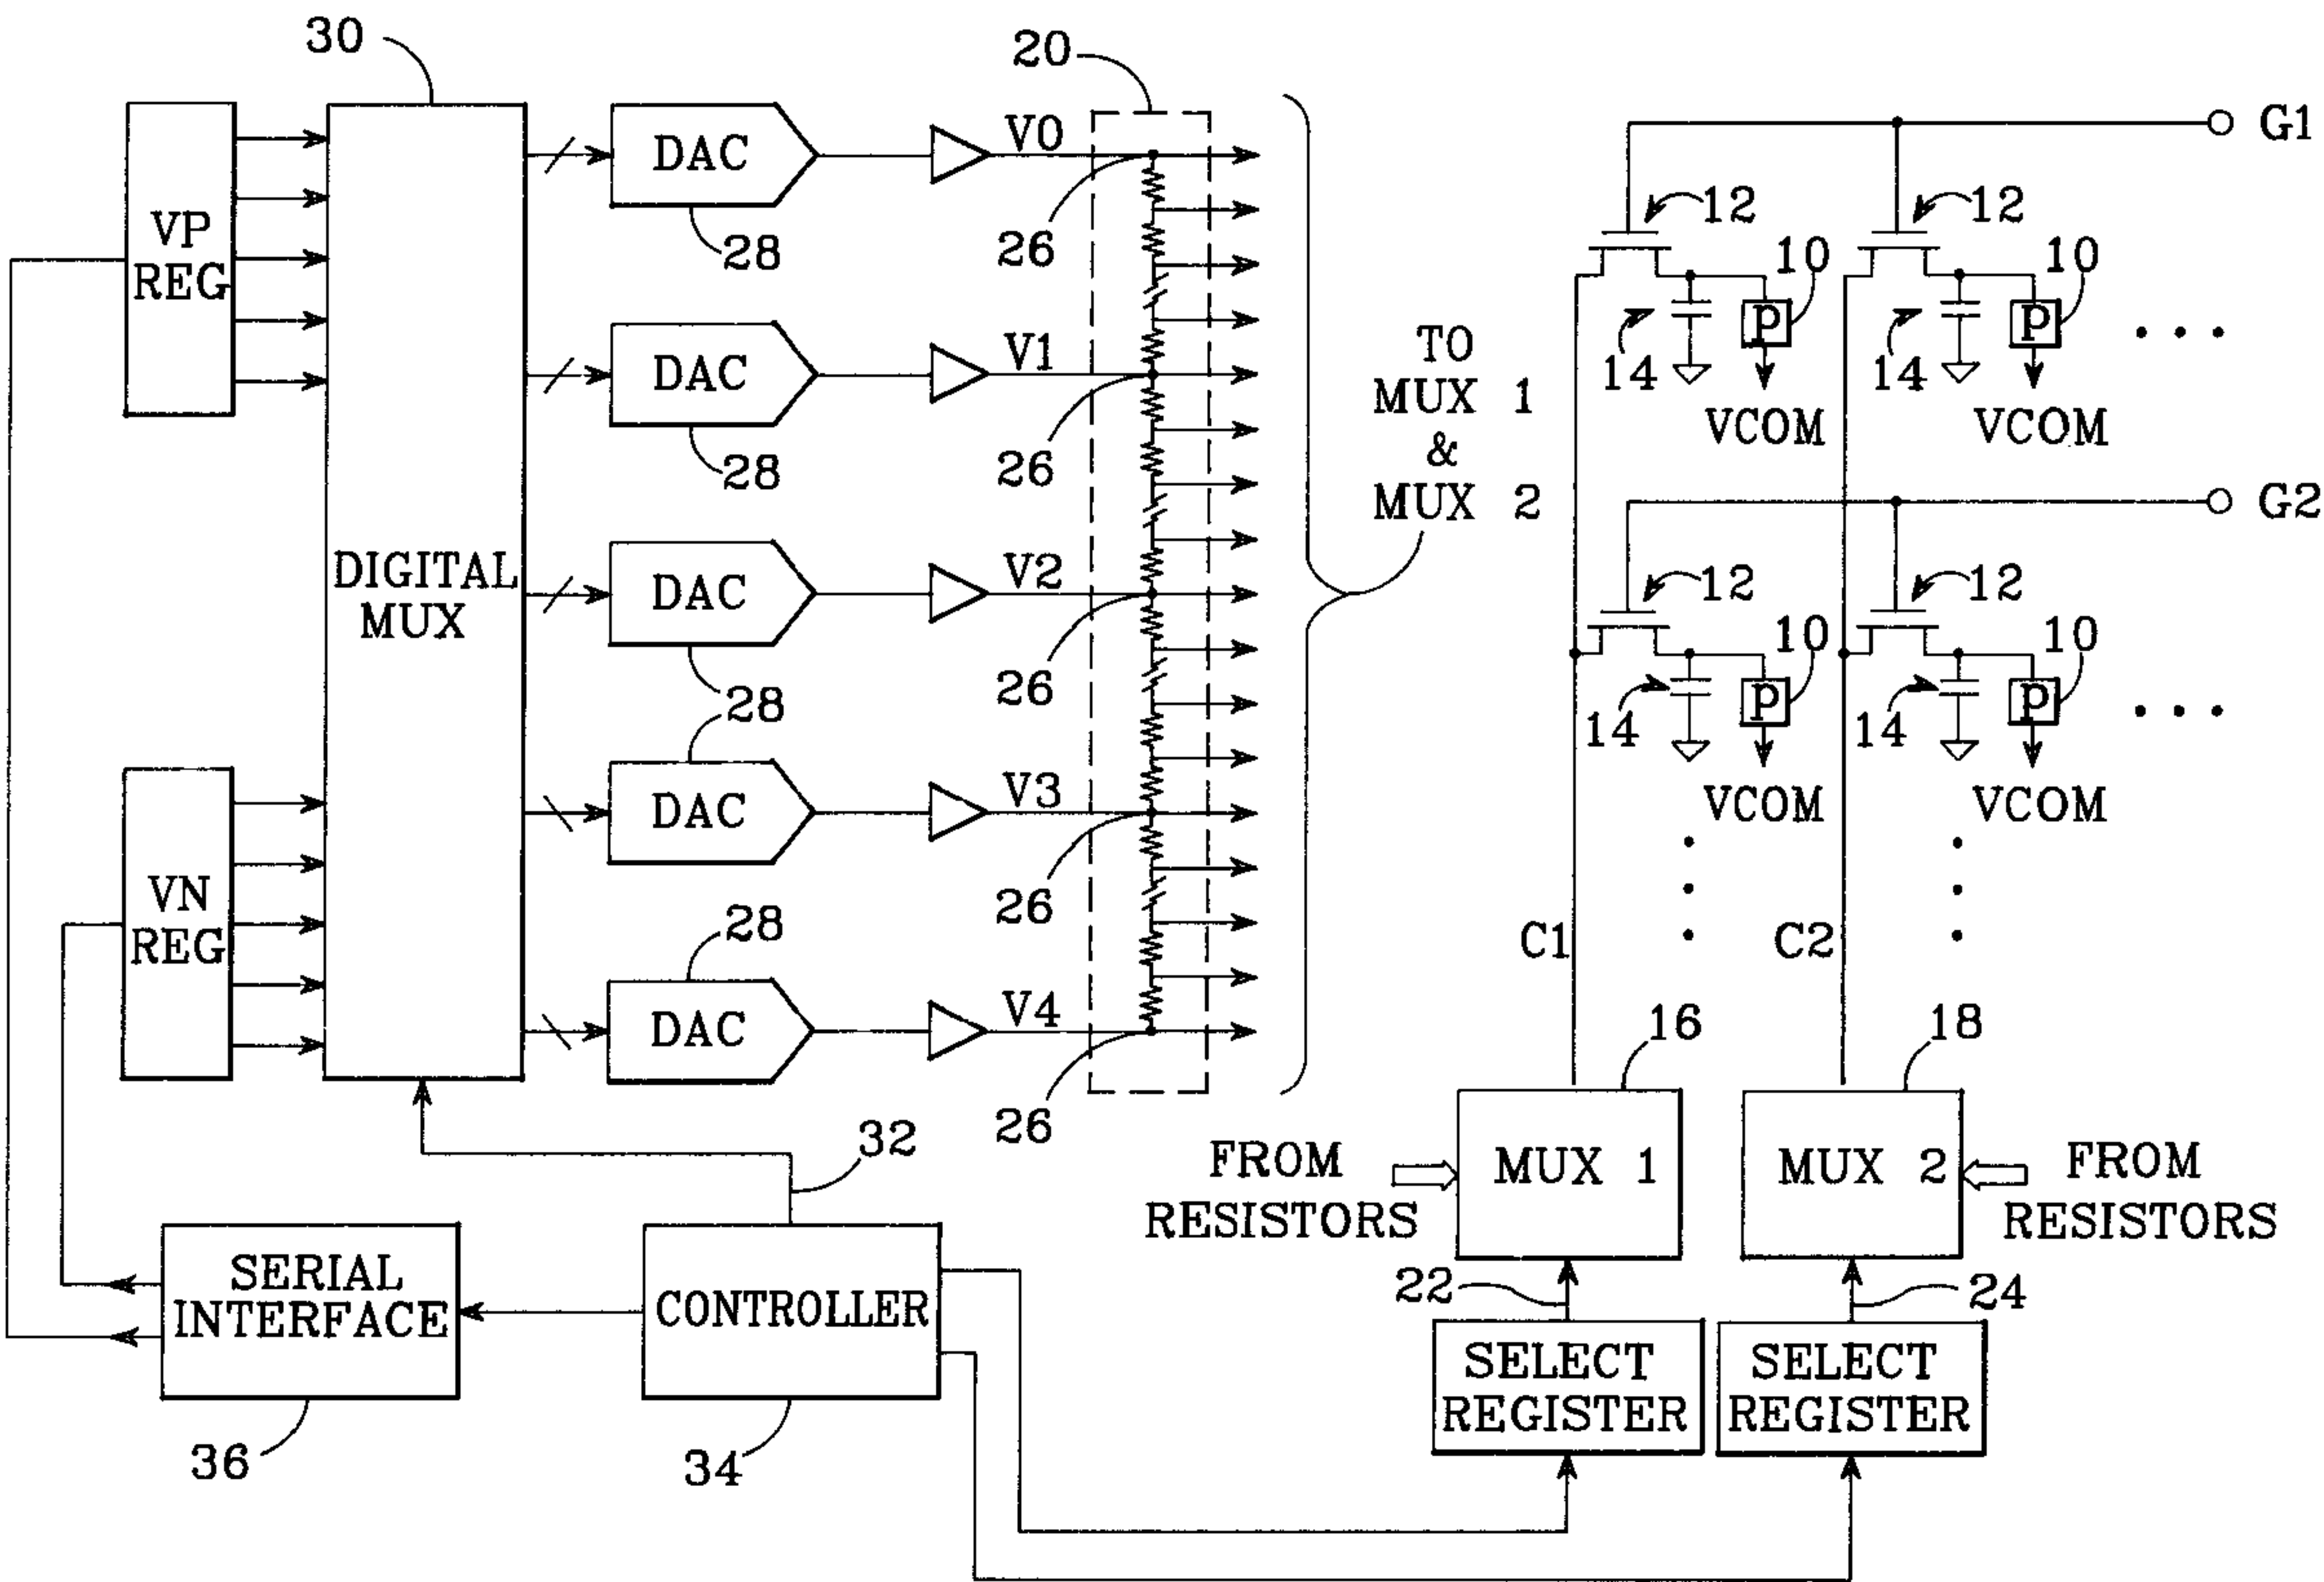 30
20
V0
G1
DAC
12
12
VP
REG
28
26
10
10
p
p
V1
TO
MUX 1
&
MUX 2
14
14
DAC
VCOM
VCOM
28
26
G2
DIGITAL
MUX
V2
12
12
DAC
10
10
26
p
p
28
14
14
V3
VCOM
VCOM
DAC
VN
REG
26
28
C1
C2
V4
16
18
DAC
26
32
FROM
RESISTORS
MUX 1
MUX 2
FROM
RESISTORS
SERIAL
INTERFACE
CONTROLLER
22
24
SELECT
REGISTER
SELECT
REGISTER
36
34